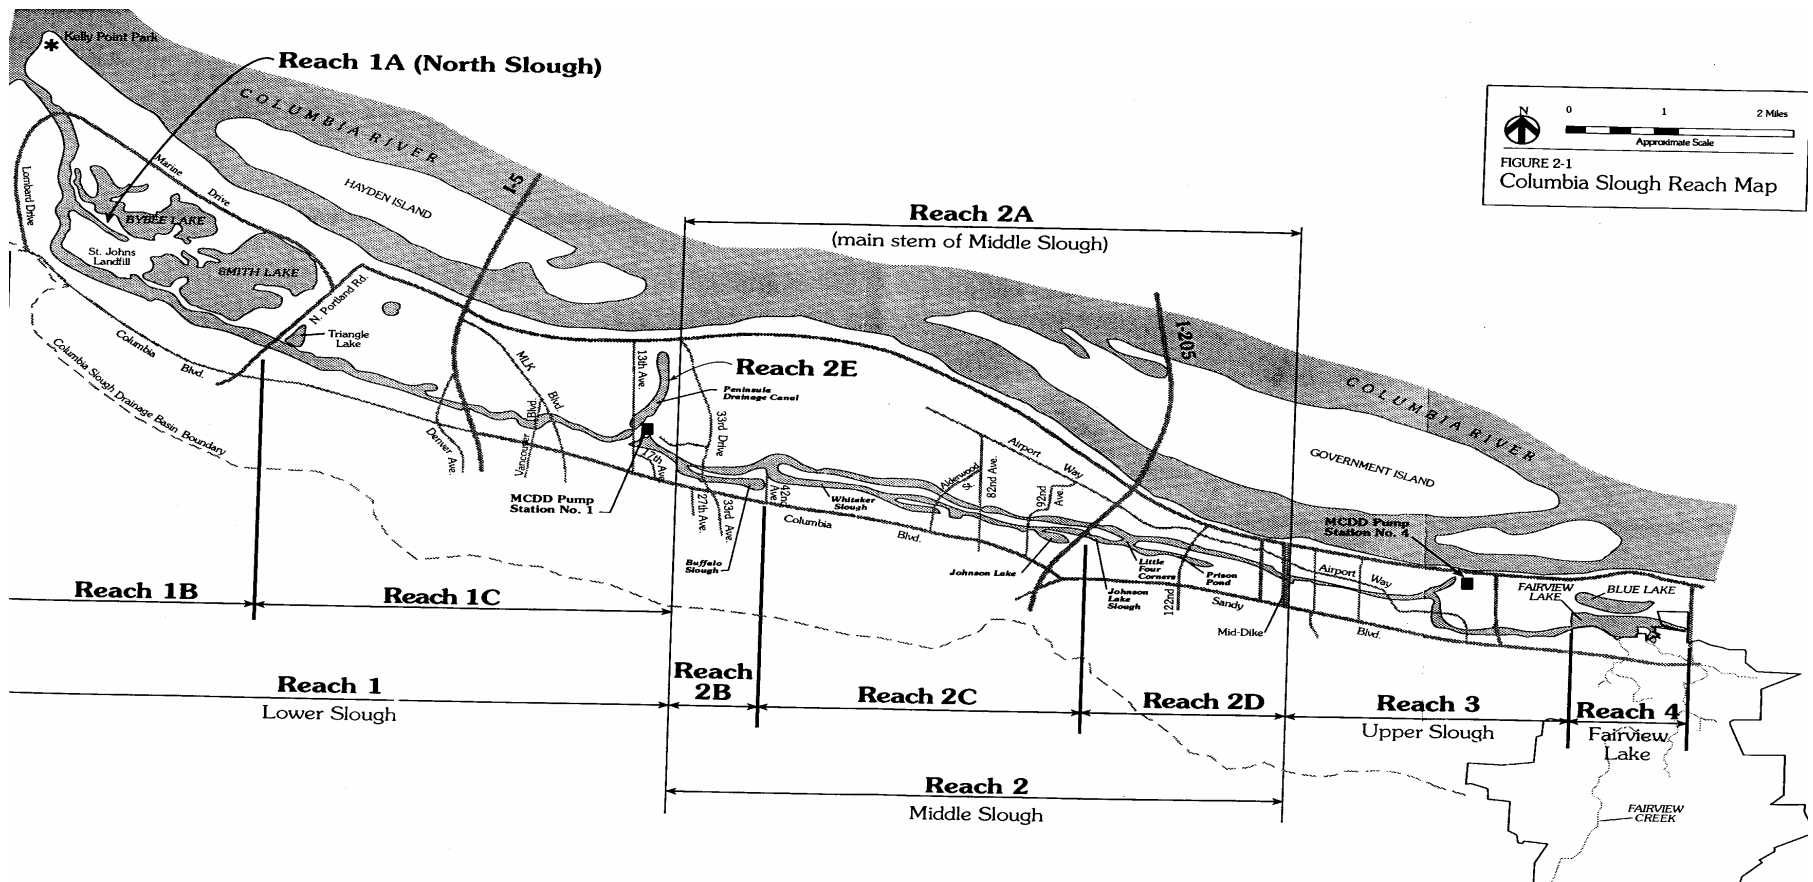 Kelly Point Park
Reach 1A (North Slough)
COLUMBIA RIVER
HAYDEN ISLAND
I-5
Marine
Drive
Lombard Drive
BYBEE LAKE
St. Johns
Landfill
SMITH LAKE
N. Portland Rd.
Triangle
Lake
Columbia
Blvd.
Columbia Slough Drainage Basin Boundary
N
0 1 2 Miles
Approximate Scale
FIGURE 2-1
Columbia Slough Reach Map
Reach 2A
(main stem of Middle Slough)
MLK
Blvd.
Vancouver
Blvd.
Denver Ave.
13th Ave.
Reach 2E
Peninsula
Drainage Canal
33rd Drive
17th Ave.
MCDD Pump
Station No. 1
27th Ave.
33rd Ave.
42nd
Ave.
Buffalo
Slough
Whitaker
Slough
Columbia
Blvd.
Alderwood
St.
82nd Ave.
Airport
Way
92nd
Ave.
I-205
COLUMBIA RIVER
GOVERNMENT ISLAND
Johnson Lake
Johnson
Lake
Slough
Little
Four
Corners
Prison
Pond
122nd
Sandy
Blvd.
Mid-Dike
Airport
Way
MCDD Pump
Station No. 4
FAIRVIEW
LAKE
BLUE LAKE
Reach 1B
Reach 1C
Reach 1
Lower Slough
Reach
2B
Reach 2C
Reach 2D
Reach 3
Upper Slough
Reach 4
Fairview
Lake
Reach 2
Middle Slough
FAIRVIEW
CREEK